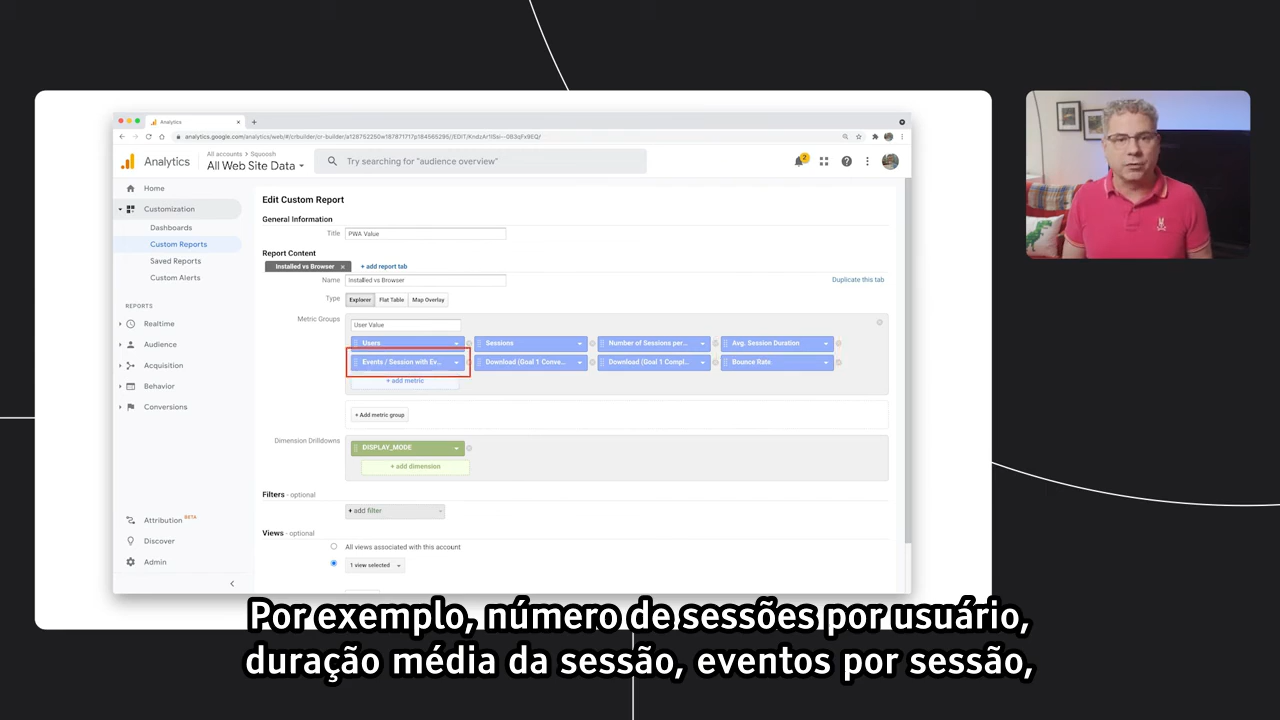 Analytics
analytics.google.com/analytics/web/#/crbuilder/cr-builder/
Analytics
All accounts > Squoosh
All Web Site Data
Try searching for "audience overview"
2
Home
Customization
Dashboards
Custom Reports
Saved Reports
Custom Alerts
REPORTS
Realtime
Audience
Acquisition
Behavior
Conversions
Attribution BETA
Discover
Admin
Edit Custom Report
General Information
Title PWA Value
Report Content
Installed vs Browser x + add report tab
Name Installed vs Browser Duplicate this tab
Type Explorer Flat Table Map Overlay
Metric Groups
User Value
Users Sessions Number of Sessions per... Avg. Session Duration
Events / Session with Ev... Download (Goal 1 Conve... Download (Goal 1 Compl... Bounce Rate
+ add metric
+ Add metric group
Dimension Drilldowns
DISPLAY_MODE
+ add dimension
Filters - optional
+ add filter
Views - optional
All views associated with this account
1 view selected
Por exemplo, número de sessões por usuário,
duração média da sessão, eventos por sessão,